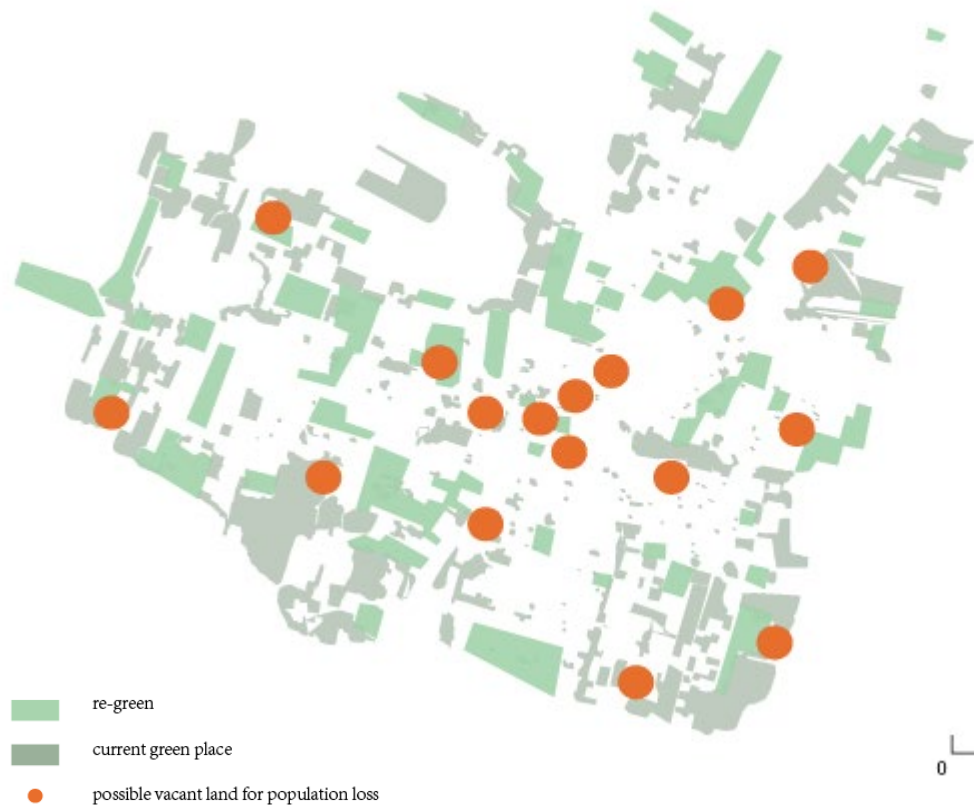 re-green
current green place
possible vacant land for population loss
0